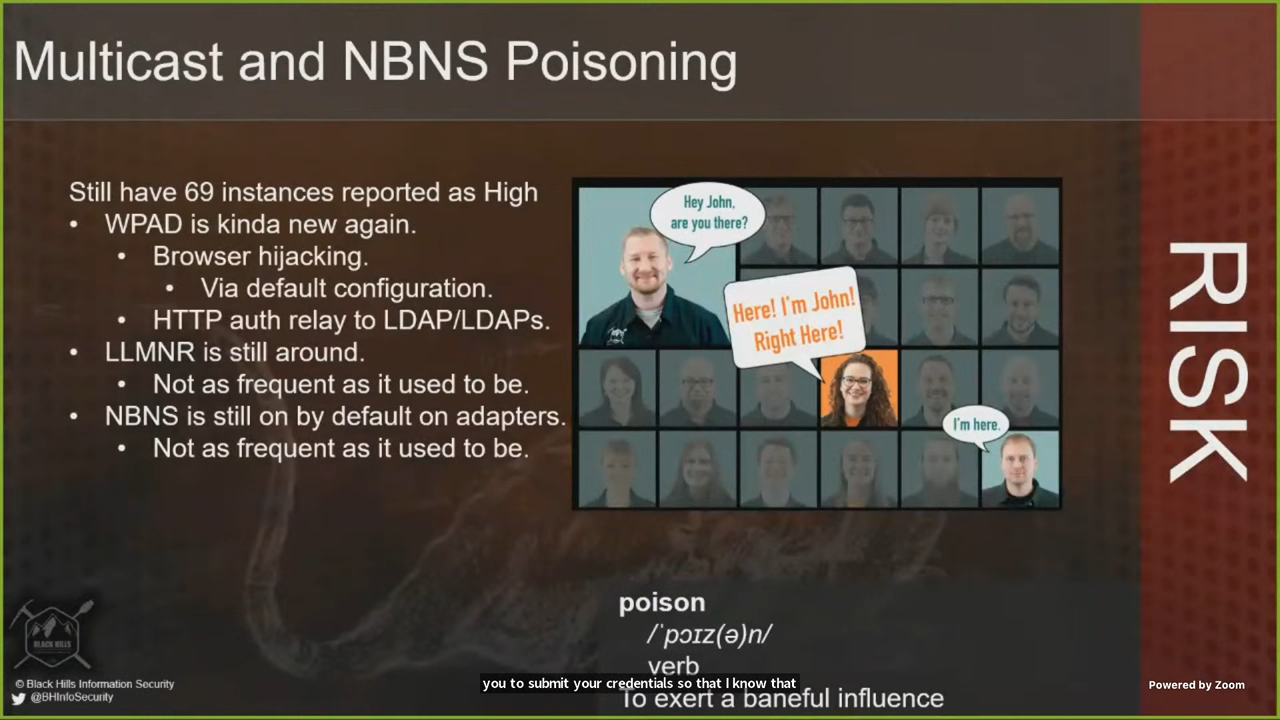 Multicast and NBNS Poisoning
Still have 69 instances reported as High
• WPAD is kinda new again.
• Browser hijacking.
• Via default configuration.
• HTTP auth relay to LDAP/LDAPs.
• LLMNR is still around.
• Not as frequent as it used to be.
• NBNS is still on by default on adapters.
• Not as frequent as it used to be.
Hey John,
are you there?
Here! I'm John!
Right Here!
I'm here.
RISK
poison
/ˈpɔɪz(ə)n/
verb
To exert a baneful influence
you to submit your credentials so that I know that
BLACK HILLS
© Black Hills Information Security
@BHInfoSecurity
Powered by Zoom